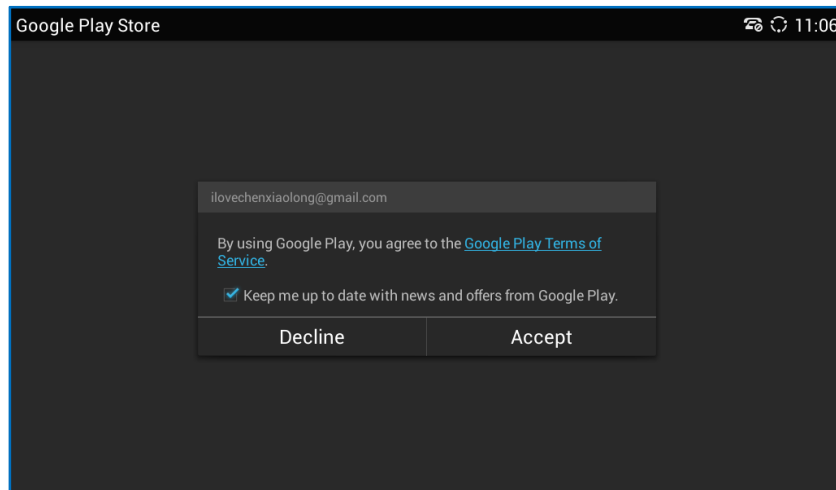 Google Play Store
11:06
ilovechenxiaolong@gmail.com
By using Google Play, you agree to the Google Play Terms of
Service.
Keep me up to date with news and offers from Google Play.
Decline
Accept